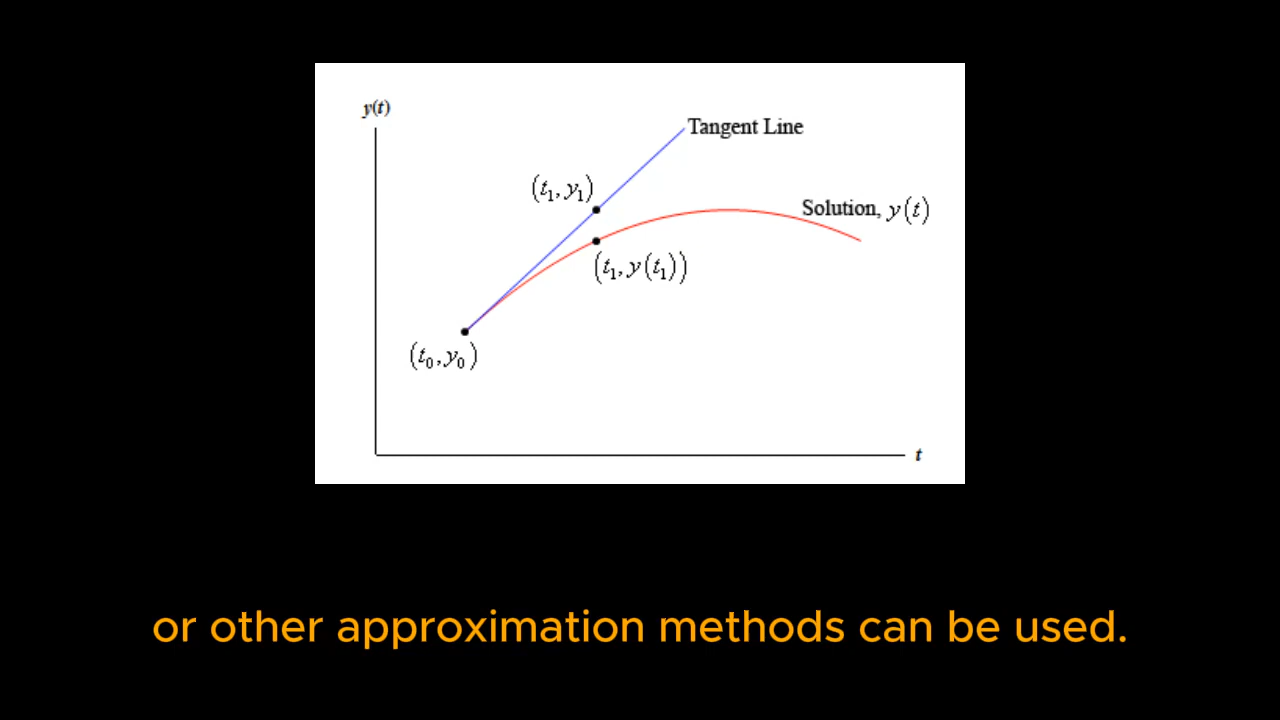 y(t)
Tangent Line
(t₁, y₁)
Solution, y(t)
(t₁, y(t₁))
(t₀, y₀)
t
or other approximation methods can be used.